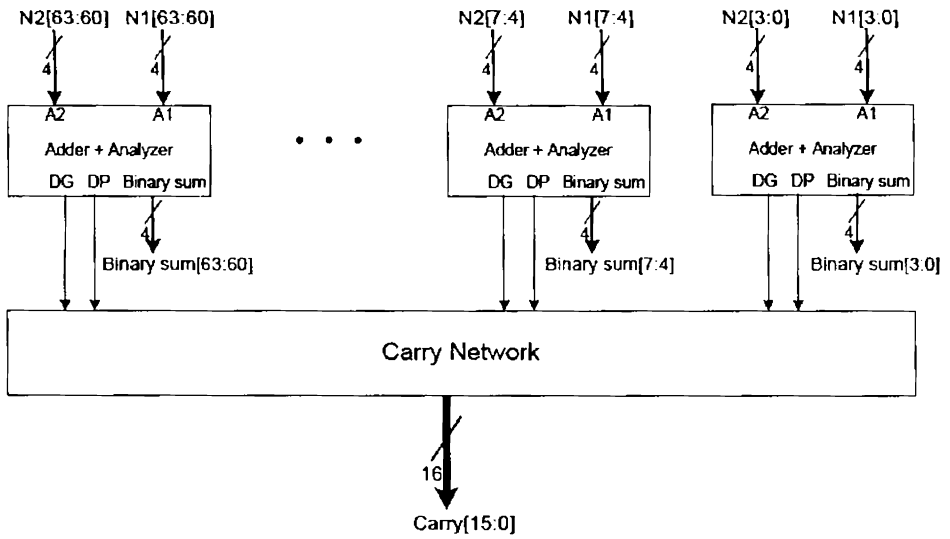 N2[63:60] N1[63:60] N2[7:4] N1[7:4] N2[3:0] N1[3:0]
4 4 4 4 4 4
A2 A1 A2 A1 A2 A1
Adder + Analyzer Adder + Analyzer Adder + Analyzer
DG DP Binary sum DG DP Binary sum DG DP Binary sum
4 4 4
Binary sum[63:60] Binary sum[7:4] Binary sum[3:0]
Carry Network
16
Carry[15:0]